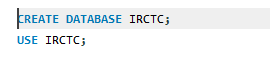 CREATE DATABASE IRCTC;
USE IRCTC;